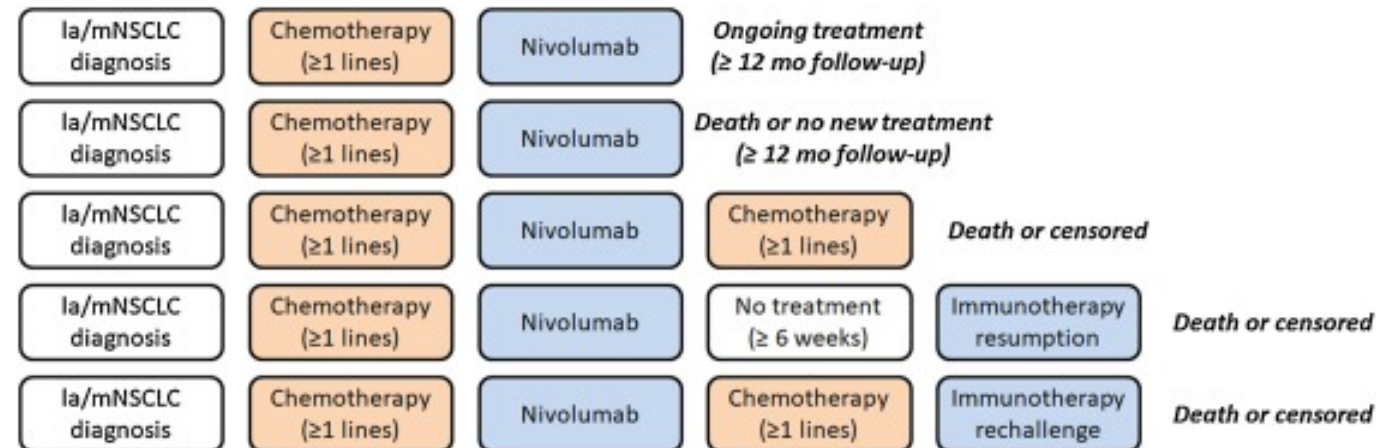 la/mNSCLC
diagnosis
Chemotherapy
(≥1 lines)
Nivolumab
Ongoing treatment
(≥ 12 mo follow-up)
la/mNSCLC
diagnosis
Chemotherapy
(≥1 lines)
Nivolumab
Death or no new treatment
(≥ 12 mo follow-up)
la/mNSCLC
diagnosis
Chemotherapy
(≥1 lines)
Nivolumab
Chemotherapy
(≥1 lines)
Death or censored
la/mNSCLC
diagnosis
Chemotherapy
(≥1 lines)
Nivolumab
No treatment
(≥ 6 weeks)
Immunotherapy
resumption
Death or censored
la/mNSCLC
diagnosis
Chemotherapy
(≥1 lines)
Nivolumab
Chemotherapy
(≥1 lines)
Immunotherapy
rechallenge
Death or censored